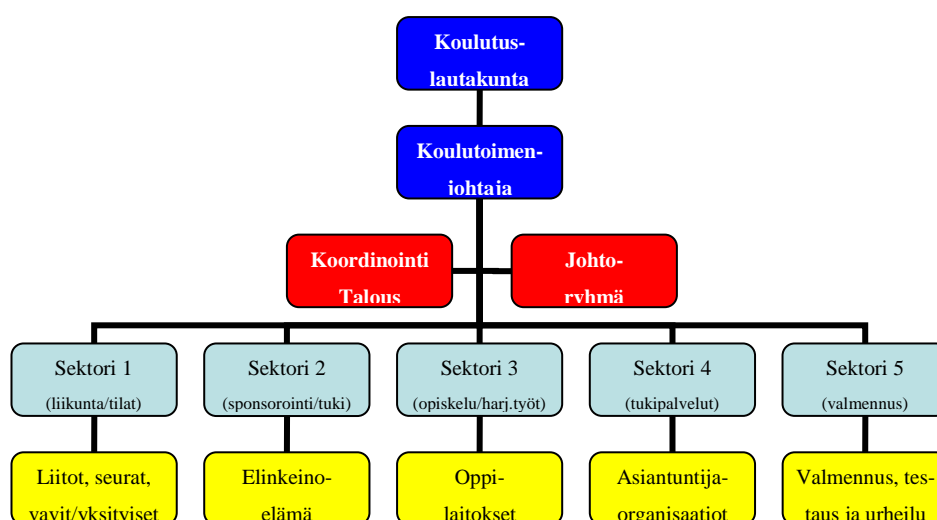 Koulutus-
lautakunta
Koulutoimen-
johtaja
Koordinointi
Talous
Johto-
ryhmä
Sektori 1
(liikunta/tilat)
Sektori 2
(sponsorointi/tuki)
Sektori 3
(opiskelu/harj.työt)
Sektori 4
(tukipalvelut)
Sektori 5
(valmennus)
Liitot, seurat,
vavit/yksityiset
Elinkeino-
elämä
Oppi-
laitokset
Asiantuntija-
organisaatiot
Valmennus, tes-
taus ja urheilu